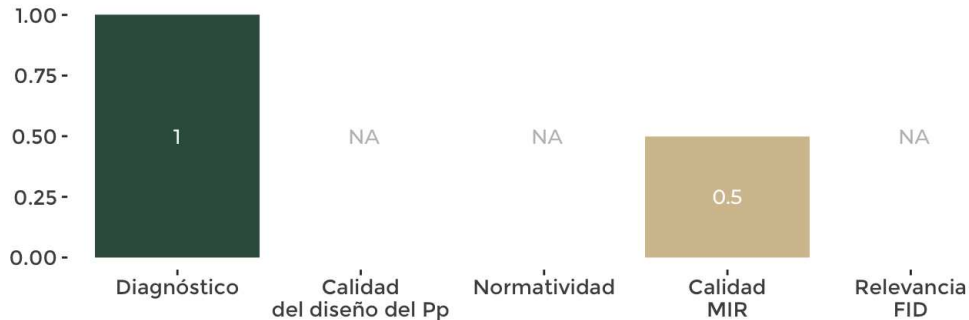 1.00
0.75
0.50
0.25
0.00
1
NA
NA
0.5
NA
Diagnóstico
Calidad
del diseño del Pp
Normatividad
Calidad
MIR
Relevancia
FID